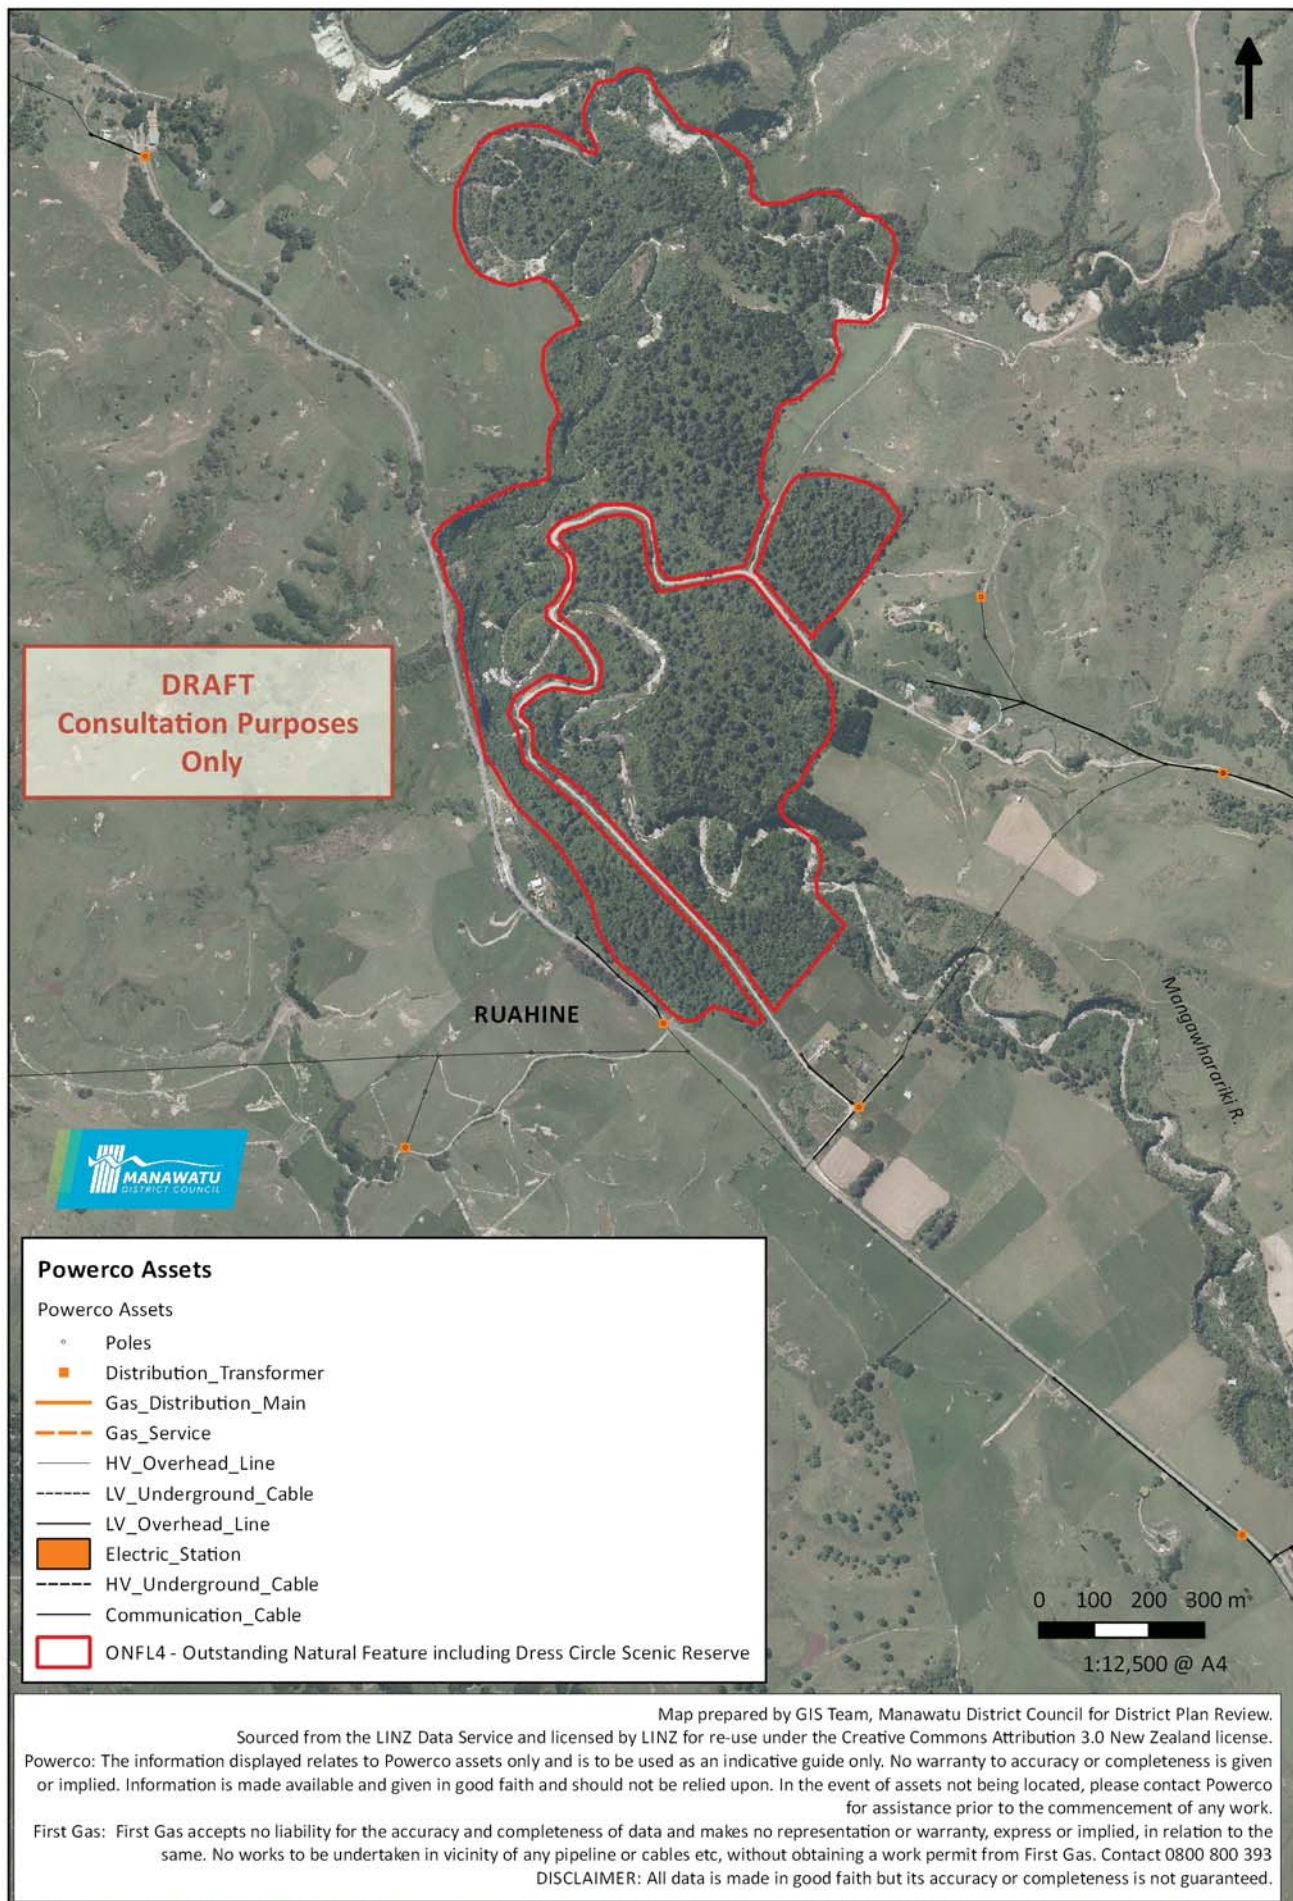 DRAFT
Consultation Purposes
Only
RUAHINE
Mangawharariki R.
MANAWATU
DISTRICT COUNCIL
Powerco Assets
Powerco Assets
Poles
Distribution_Transformer
Gas_Distribution_Main
Gas_Service
HV_Overhead_Line
LV_Underground_Cable
LV_Overhead_Line
Electric_Station
HV_Underground_Cable
Communication_Cable
ONFL4 - Outstanding Natural Feature including Dress Circle Scenic Reserve
0 100 200 300 m
1:12,500 @ A4
Map prepared by GIS Team, Manawatu District Council for District Plan Review.
Sourced from the LINZ Data Service and licensed by LINZ for re-use under the Creative Commons Attribution 3.0 New Zealand license.
Powerco: The information displayed relates to Powerco assets only and is to be used as an indicative guide only. No warranty to accuracy or completeness is given
or implied. Information is made available and given in good faith and should not be relied upon. In the event of assets not being located, please contact Powerco
for assistance prior to the commencement of any work.
First Gas: First Gas accepts no liability for the accuracy and completeness of data and makes no representation or warranty, express or implied, in relation to the
same. No works to be undertaken in vicinity of any pipeline or cables etc, without obtaining a work permit from First Gas. Contact 0800 800 393
DISCLAIMER: All data is made in good faith but its accuracy or completeness is not guaranteed.